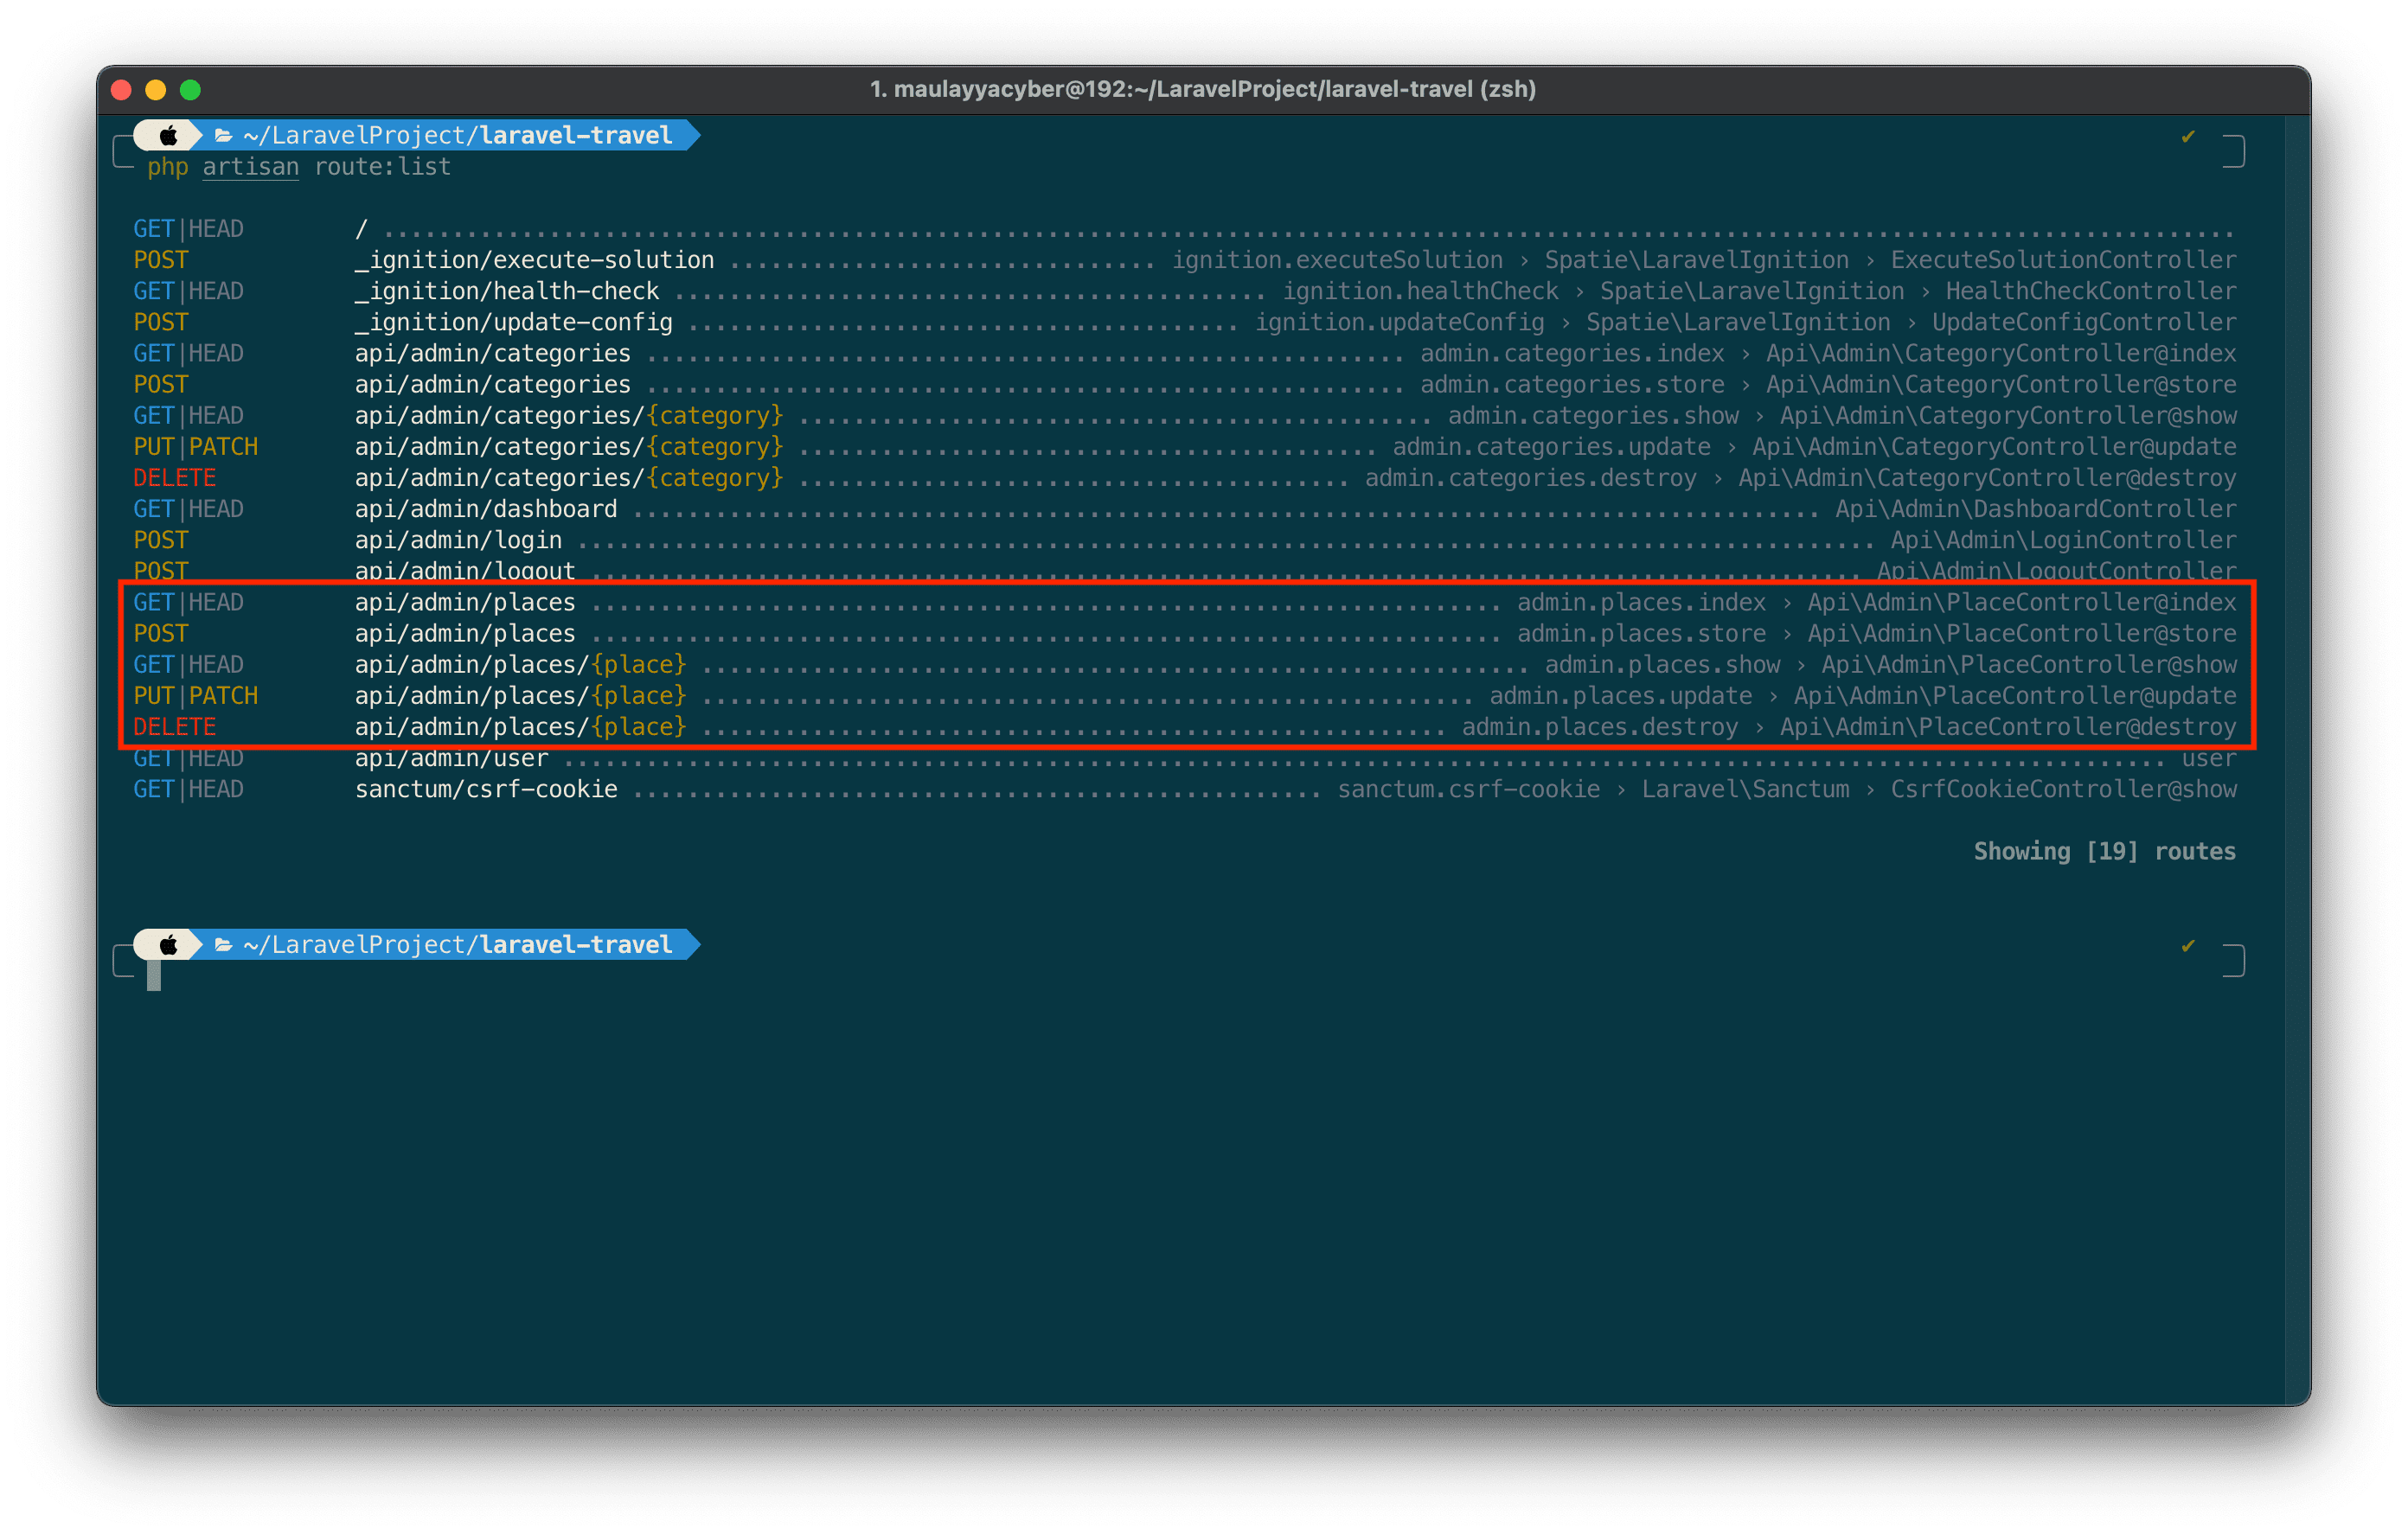 1. maulayyacyber@192:~/LaravelProject/laravel-travel (zsh)
~/LaravelProject/laravel-travel ✔
php artisan route:list
GET|HEAD / ........................................................................................................................................
POST _ignition/execute-solution ............................... ignition.executeSolution › Spatie\LaravelIgnition › ExecuteSolutionController
GET|HEAD _ignition/health-check ........................................... ignition.healthCheck › Spatie\LaravelIgnition › HealthCheckController
POST _ignition/update-config ........................................ ignition.updateConfig › Spatie\LaravelIgnition › UpdateConfigController
GET|HEAD api/admin/categories ....................................................... admin.categories.index › Api\Admin\CategoryController@index
POST api/admin/categories ....................................................... admin.categories.store › Api\Admin\CategoryController@store
GET|HEAD api/admin/categories/{category} .............................................. admin.categories.show › Api\Admin\CategoryController@show
PUT|PATCH api/admin/categories/{category} .......................................... admin.categories.update › Api\Admin\CategoryController@update
DELETE api/admin/categories/{category} ........................................ admin.categories.destroy › Api\Admin\CategoryController@destroy
GET|HEAD api/admin/dashboard ...................................................................................... Api\Admin\DashboardController
POST api/admin/login .............................................................................................. Api\Admin\LoginController
POST api/admin/logout ............................................................................................ Api\Admin\LogoutController
GET|HEAD api/admin/places .................................................................. admin.places.index › Api\Admin\PlaceController@index
POST api/admin/places .................................................................. admin.places.store › Api\Admin\PlaceController@store
GET|HEAD api/admin/places/{place} ............................................................ admin.places.show › Api\Admin\PlaceController@show
PUT|PATCH api/admin/places/{place} ........................................................ admin.places.update › Api\Admin\PlaceController@update
DELETE api/admin/places/{place} ...................................................... admin.places.destroy › Api\Admin\PlaceController@destroy
GET|HEAD api/admin/user .................................................................................................................... user
GET|HEAD sanctum/csrf-cookie .................................................. sanctum.csrf-cookie › Laravel\Sanctum › CsrfCookieController@show
Showing [19] routes
~/LaravelProject/laravel-travel ✔